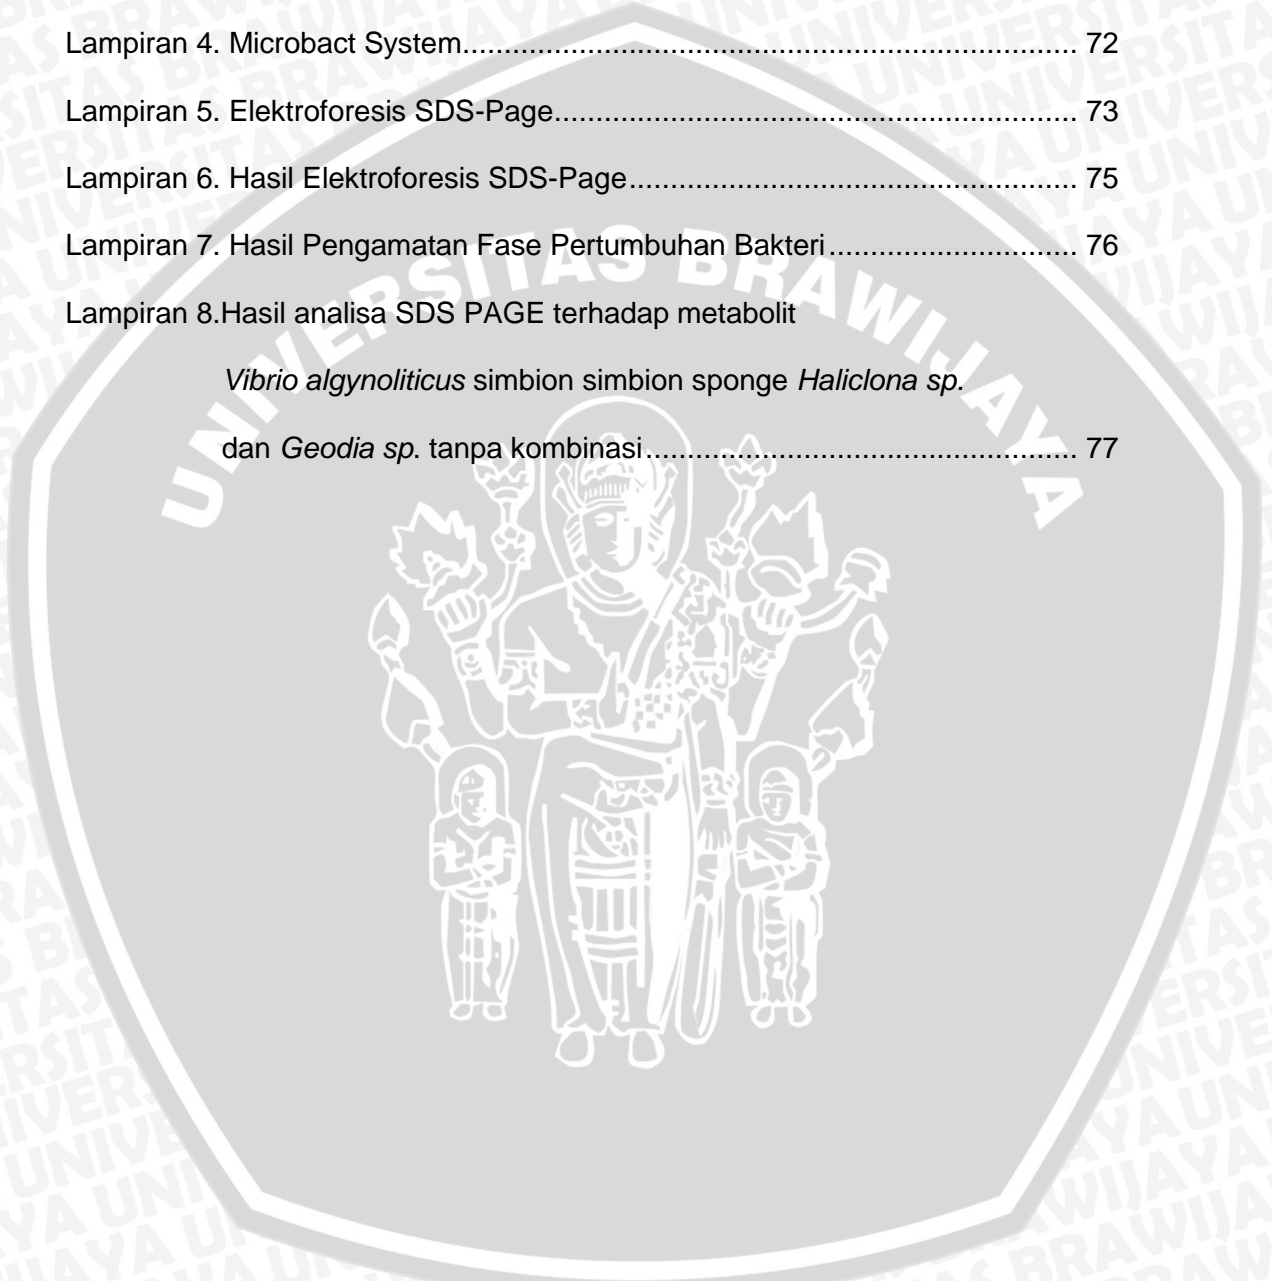 Lampiran 4. Microbact System........................................................................... 72
Lampiran 5. Elektroforesis SDS-Page................................................................ 73
Lampiran 6. Hasil Elektroforesis SDS-Page....................................................... 75
Lampiran 7. Hasil Pengamatan Fase Pertumbuhan Bakteri.............................. 76
Lampiran 8.Hasil analisa SDS PAGE terhadap metabolit
Vibrio algynoliticus simbion simbion sponge Haliclona sp.
dan Geodia sp. tanpa kombinasi..................................................... 77
UNIVERSITAS BRAWIJAYA